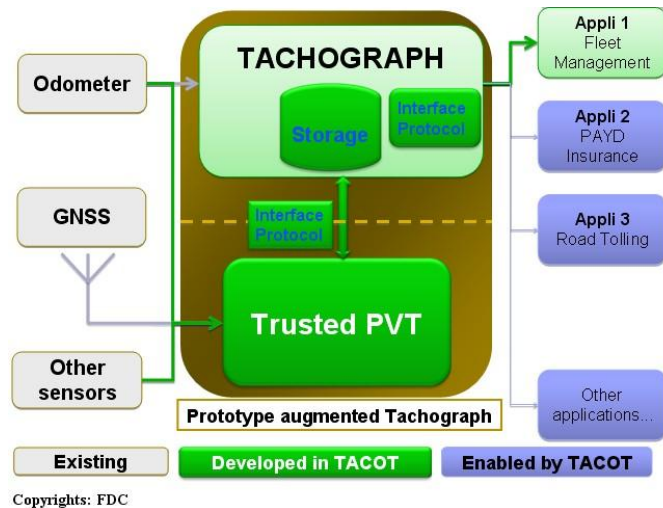 Odometer
GNSS
Other
sensors
TACHOGRAPH
Storage
Interface
Protocol
Interface
Protocol
Trusted PVT
Prototype augmented Tachograph
Appli 1
Fleet
Management
Appli 2
PAYD
Insurance
Appli 3
Road Tolling
Other
applications...
Existing
Developed in TACOT
Enabled by TACOT
Copyrights: FDC